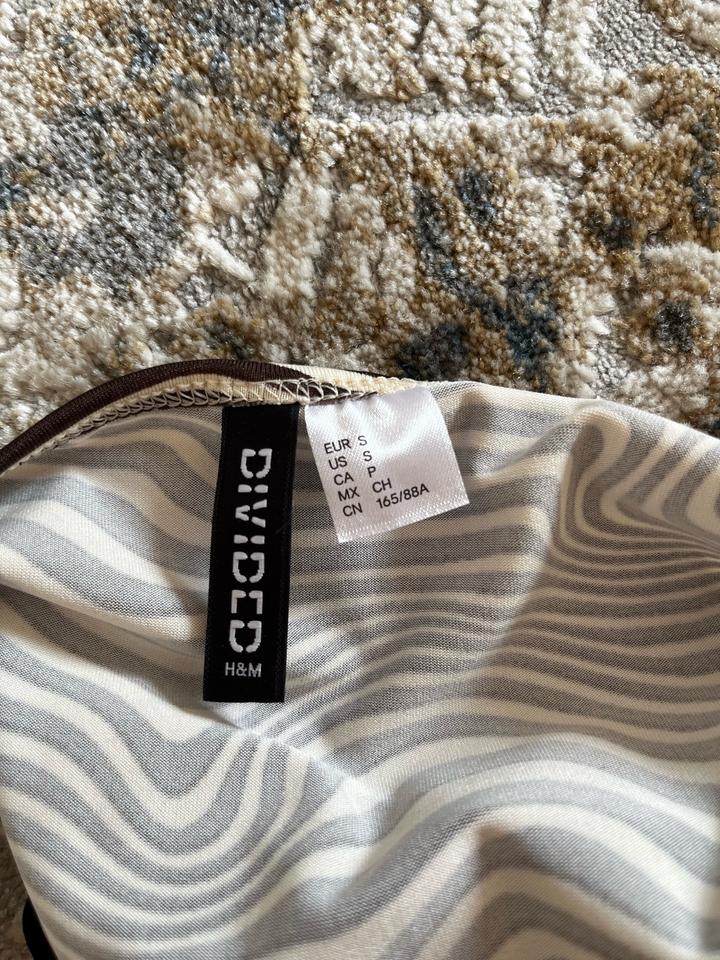 DIVIDED
H&M
EUR S
US S
CA P
MX CH
CN 165/88A